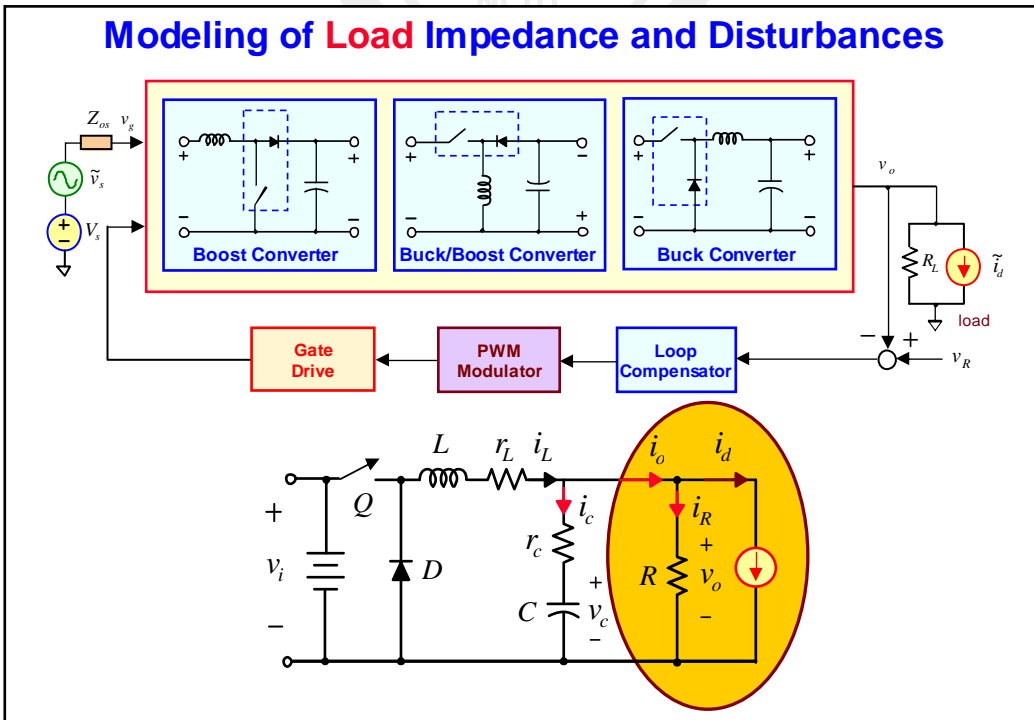 Modeling of Load Impedance and Disturbances
Z_os v_g
ṽ_s
V_s
+ + − + − + − − + − + −
Boost Converter
Buck/Boost Converter
Buck Converter
v_o
R_L
ĩ_d
load
− +
v_R
Gate Drive
PWM Modulator
Loop Compensator
L r_L i_L i_o i_d
Q
i_c
i_R
r_c
+ v_i −
D
C
+ v_c −
R
+ v_o −